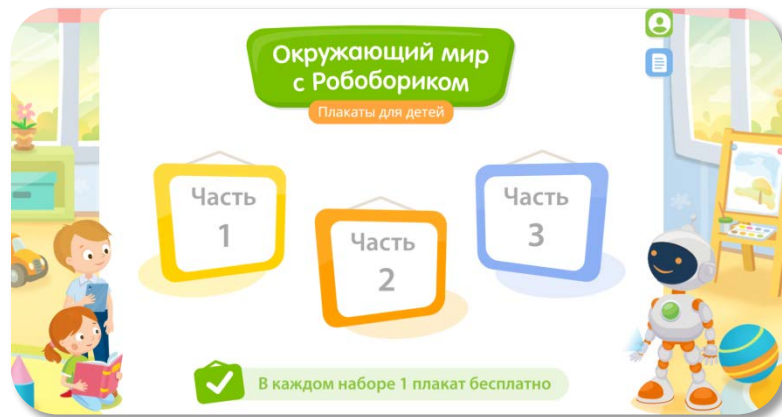 Окружающий мир
с Робобориком
Плакаты для детей
Часть
1
Часть
2
Часть
3
В каждом наборе 1 плакат бесплатно